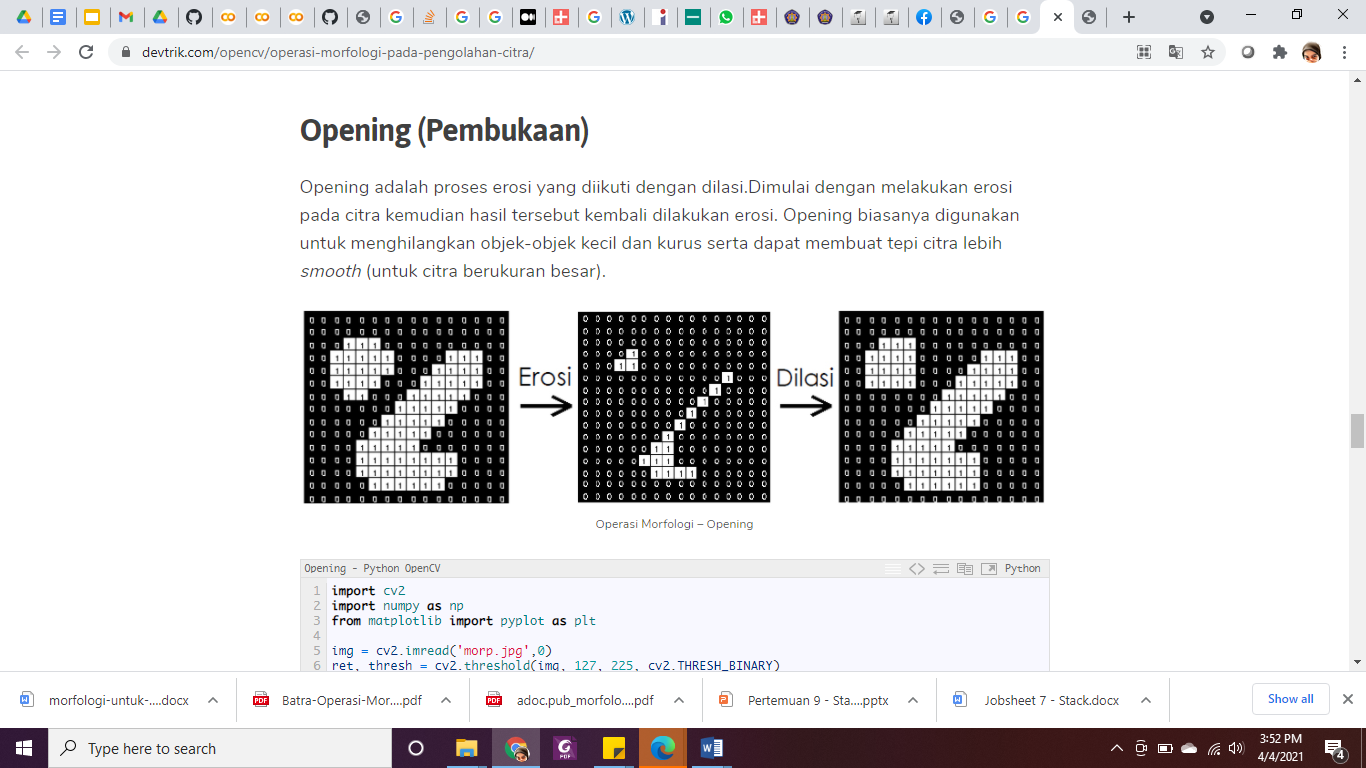 devtrik.com/opencv/operasi-morfologi-pada-pengolahan-citra/
Opening (Pembukaan)
Opening adalah proses erosi yang diikuti dengan dilasi.Dimulai dengan melakukan erosi
pada citra kemudian hasil tersebut kembali dilakukan erosi. Opening biasanya digunakan
untuk menghilangkan objek-objek kecil dan kurus serta dapat membuat tepi citra lebih
smooth (untuk citra berukuran besar).
Erosi
Dilasi
Operasi Morfologi – Opening
Opening - Python OpenCV
Python
1 import cv2
2 import numpy as np
3 from matplotlib import pyplot as plt
4
5 img = cv2.imread('morp.jpg',0)
6 ret, thresh = cv2.threshold(img, 127, 225, cv2.THRESH_BINARY)
morfologi-untuk-....docx
Batra-Operasi-Mor....pdf
adoc.pub_morfolo....pdf
Pertemuan 9 - Sta....pptx
Jobsheet 7 - Stack.docx
Show all
Type here to search
3:52 PM
4/4/2021
4